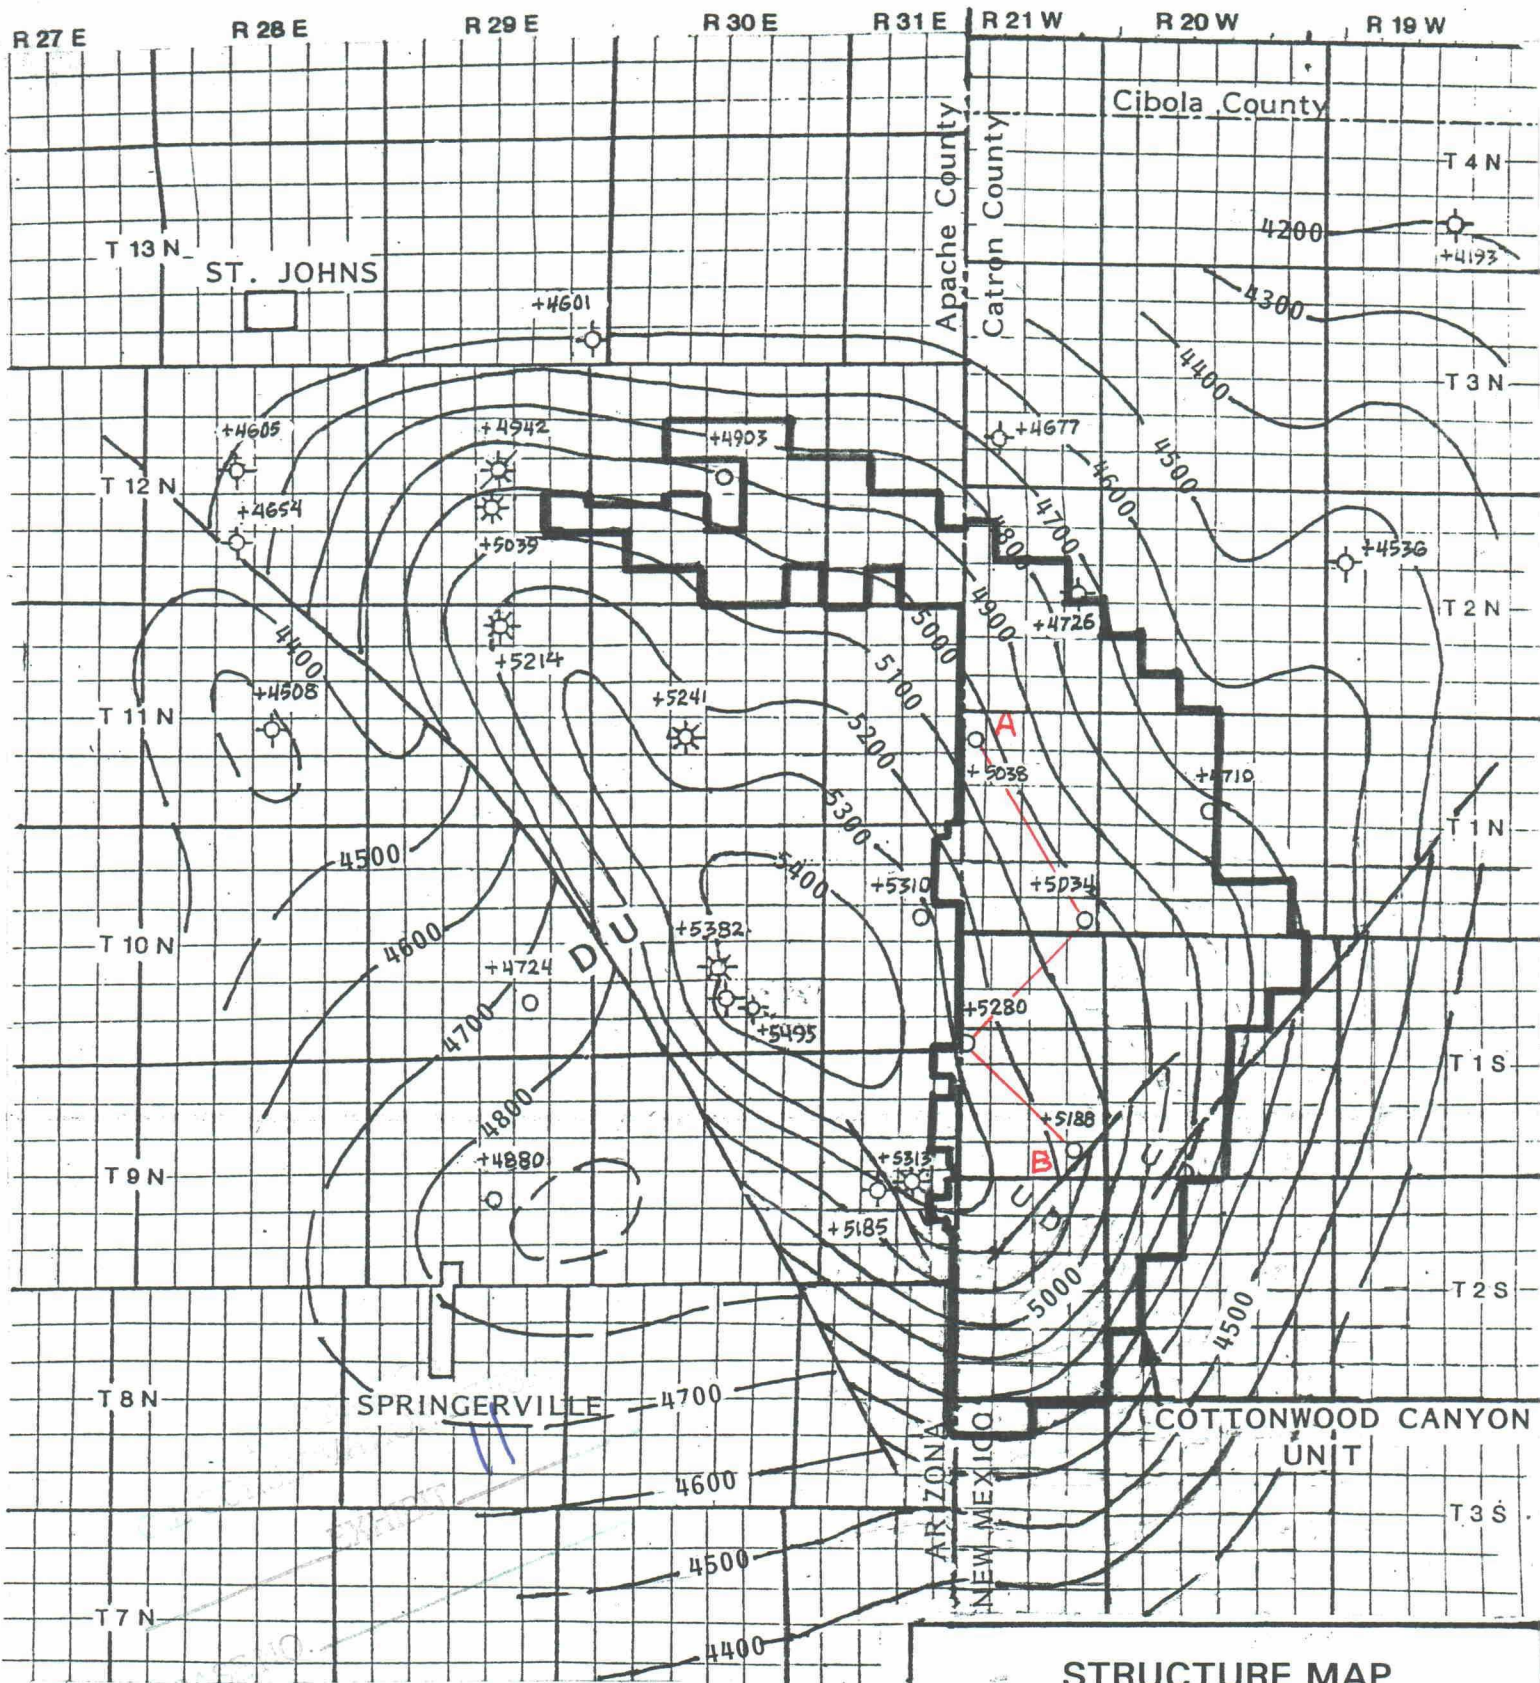 R 27 E R 28 E R 29 E R 30 E R 31 E R 21 W R 20 W R 19 W
Cibola County
Apache County
Catron County
T 4 N
4200
+4193
T 13 N
ST. JOHNS
+4601
4300
4400
T 3 N
+4605
+4942
+4903
+4677
4500
4600
T 12 N
+4654
4700
4800
+4536
+5039
4900
+4726
T 2 N
4400
5000
+5214
5100
+4508
+5241
T 11 N
5200
A
+5038
+4710
5300
T 1 N
4500
5400
+5310
+5034
U
+5382
4600
T 10 N
D
+4724
+5280
4700
+5495
T 1 S
4800
+5188
+4880
+5313
T 9 N
B
U
U
D
+5185
5000
T 2 S
4500
T 8 N
SPRINGERVILLE
4700
COTTONWOOD CANYON
UNIT
4600
ARIZONA
NEW MEXICO
T 3 S
4500
T 7 N
4400
STRUCTURE MAP